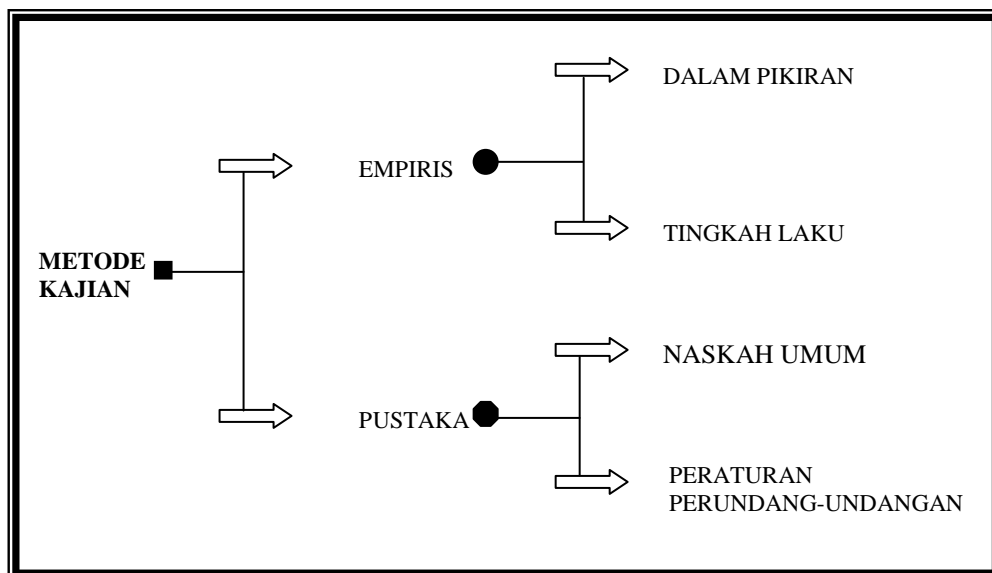 METODE
KAJIAN
EMPIRIS
DALAM PIKIRAN
TINGKAH LAKU
PUSTAKA
NASKAH UMUM
PERATURAN
PERUNDANG-UNDANGAN